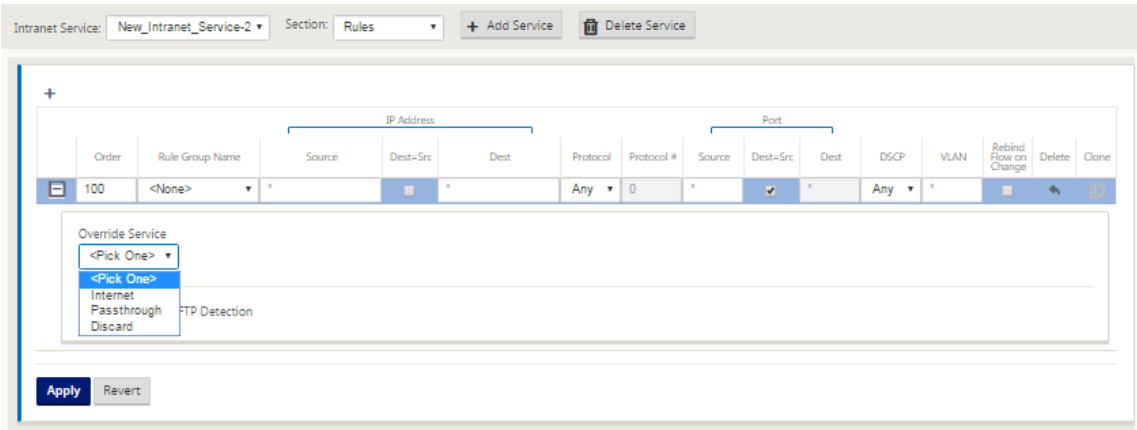 Intranet Service: New_Intranet_Service-2 Section: Rules + Add Service Delete Service
+
IP Address Port
Order Rule Group Name Source Dest=Src Dest Protocol Protocol # Source Dest=Src Dest DSCP VLAN Rebind Flow on Change Delete Clone
100 <None> * * Any 0 * * Any *
Override Service
<Pick One>
<Pick One>
Internet
Passthrough
FTP Detection
Discard
Apply Revert